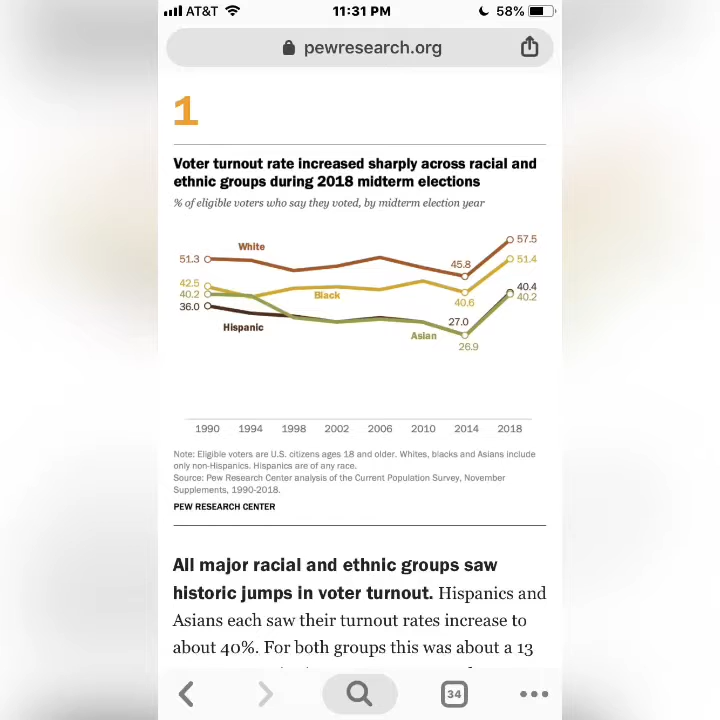 AT&T 11:31 PM 58%
pewresearch.org
1
Voter turnout rate increased sharply across racial and
ethnic groups during 2018 midterm elections
% of eligible voters who say they voted, by midterm election year
57.5
White
51.3
45.8
51.4
42.5
40.2
Black
40.6
40.4
40.2
36.0
Hispanic
27.0
Asian
26.9
1990 1994 1998 2002 2006 2010 2014 2018
Note: Eligible voters are U.S. citizens ages 18 and older. Whites, blacks and Asians include
only non-Hispanics. Hispanics are of any race.
Source: Pew Research Center analysis of the Current Population Survey, November
Supplements, 1990-2018.
PEW RESEARCH CENTER
All major racial and ethnic groups saw
historic jumps in voter turnout. Hispanics and
Asians each saw their turnout rates increase to
about 40%. For both groups this was about a 13
34